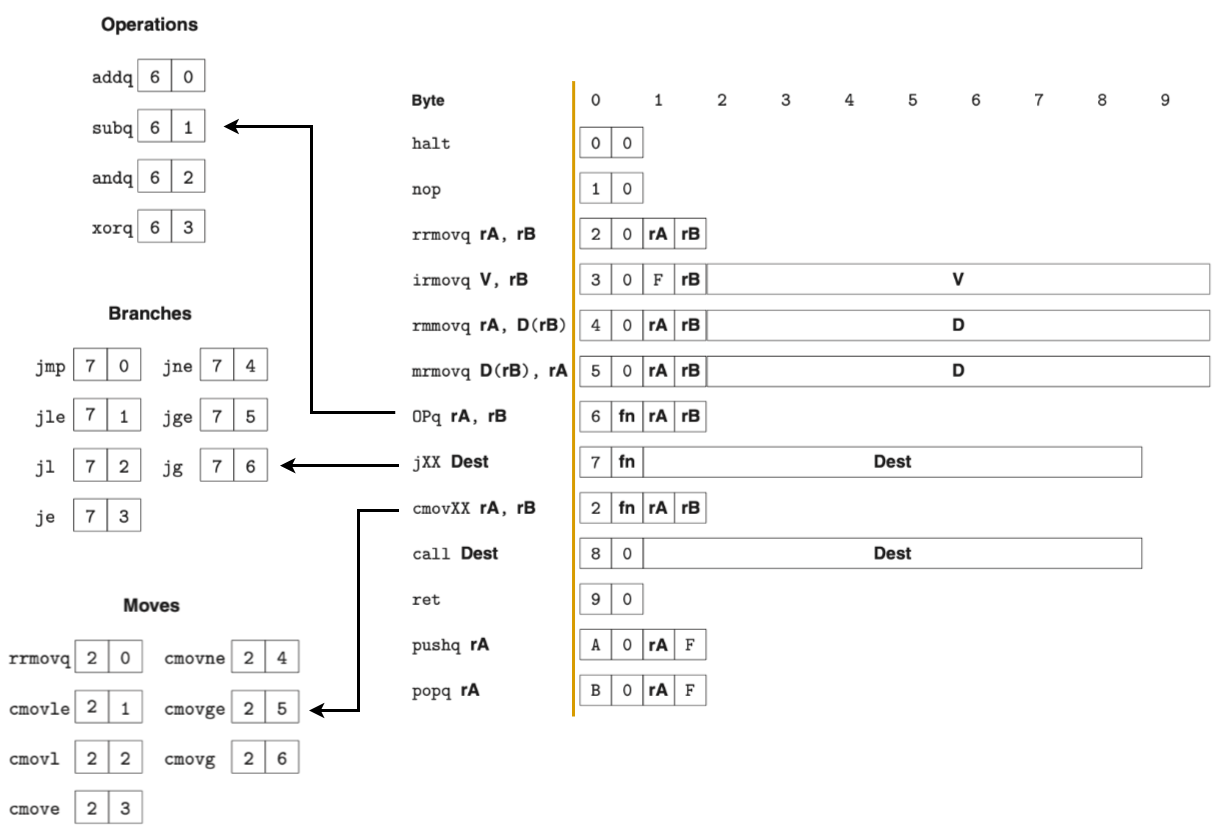 Operations
addq 6 0
subq 6 1
andq 6 2
xorq 6 3
Branches
jmp 7 0 jne 7 4
jle 7 1 jge 7 5
jl 7 2 jg 7 6
je 7 3
Moves
rrmovq 2 0 cmovne 2 4
cmovle 2 1 cmovge 2 5
cmovl 2 2 cmovg 2 6
cmove 2 3
Byte 0 1 2 3 4 5 6 7 8 9
halt 0 0
nop 1 0
rrmovq rA, rB 2 0 rA rB
irmovq V, rB 3 0 F rB V
rmmovq rA, D(rB) 4 0 rA rB D
mrmovq D(rB), rA 5 0 rA rB D
OPq rA, rB 6 fn rA rB
jXX Dest 7 fn Dest
cmovXX rA, rB 2 fn rA rB
call Dest 8 0 Dest
ret 9 0
pushq rA A 0 rA F
popq rA B 0 rA F